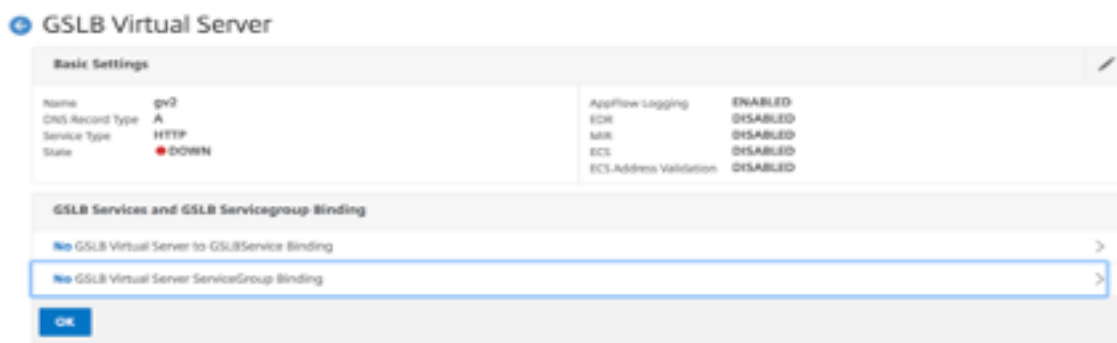 GSLB Virtual Server
Basic Settings
Name gv2
DNS Record Type A
Service Type HTTP
State DOWN
AppFlow Logging ENABLED
EDR DISABLED
MIR DISABLED
ECS DISABLED
ECS Address Validation DISABLED
GSLB Services and GSLB Servicegroup Binding
No GSLB Virtual Server to GSLBService Binding
No GSLB Virtual Server ServiceGroup Binding
OK